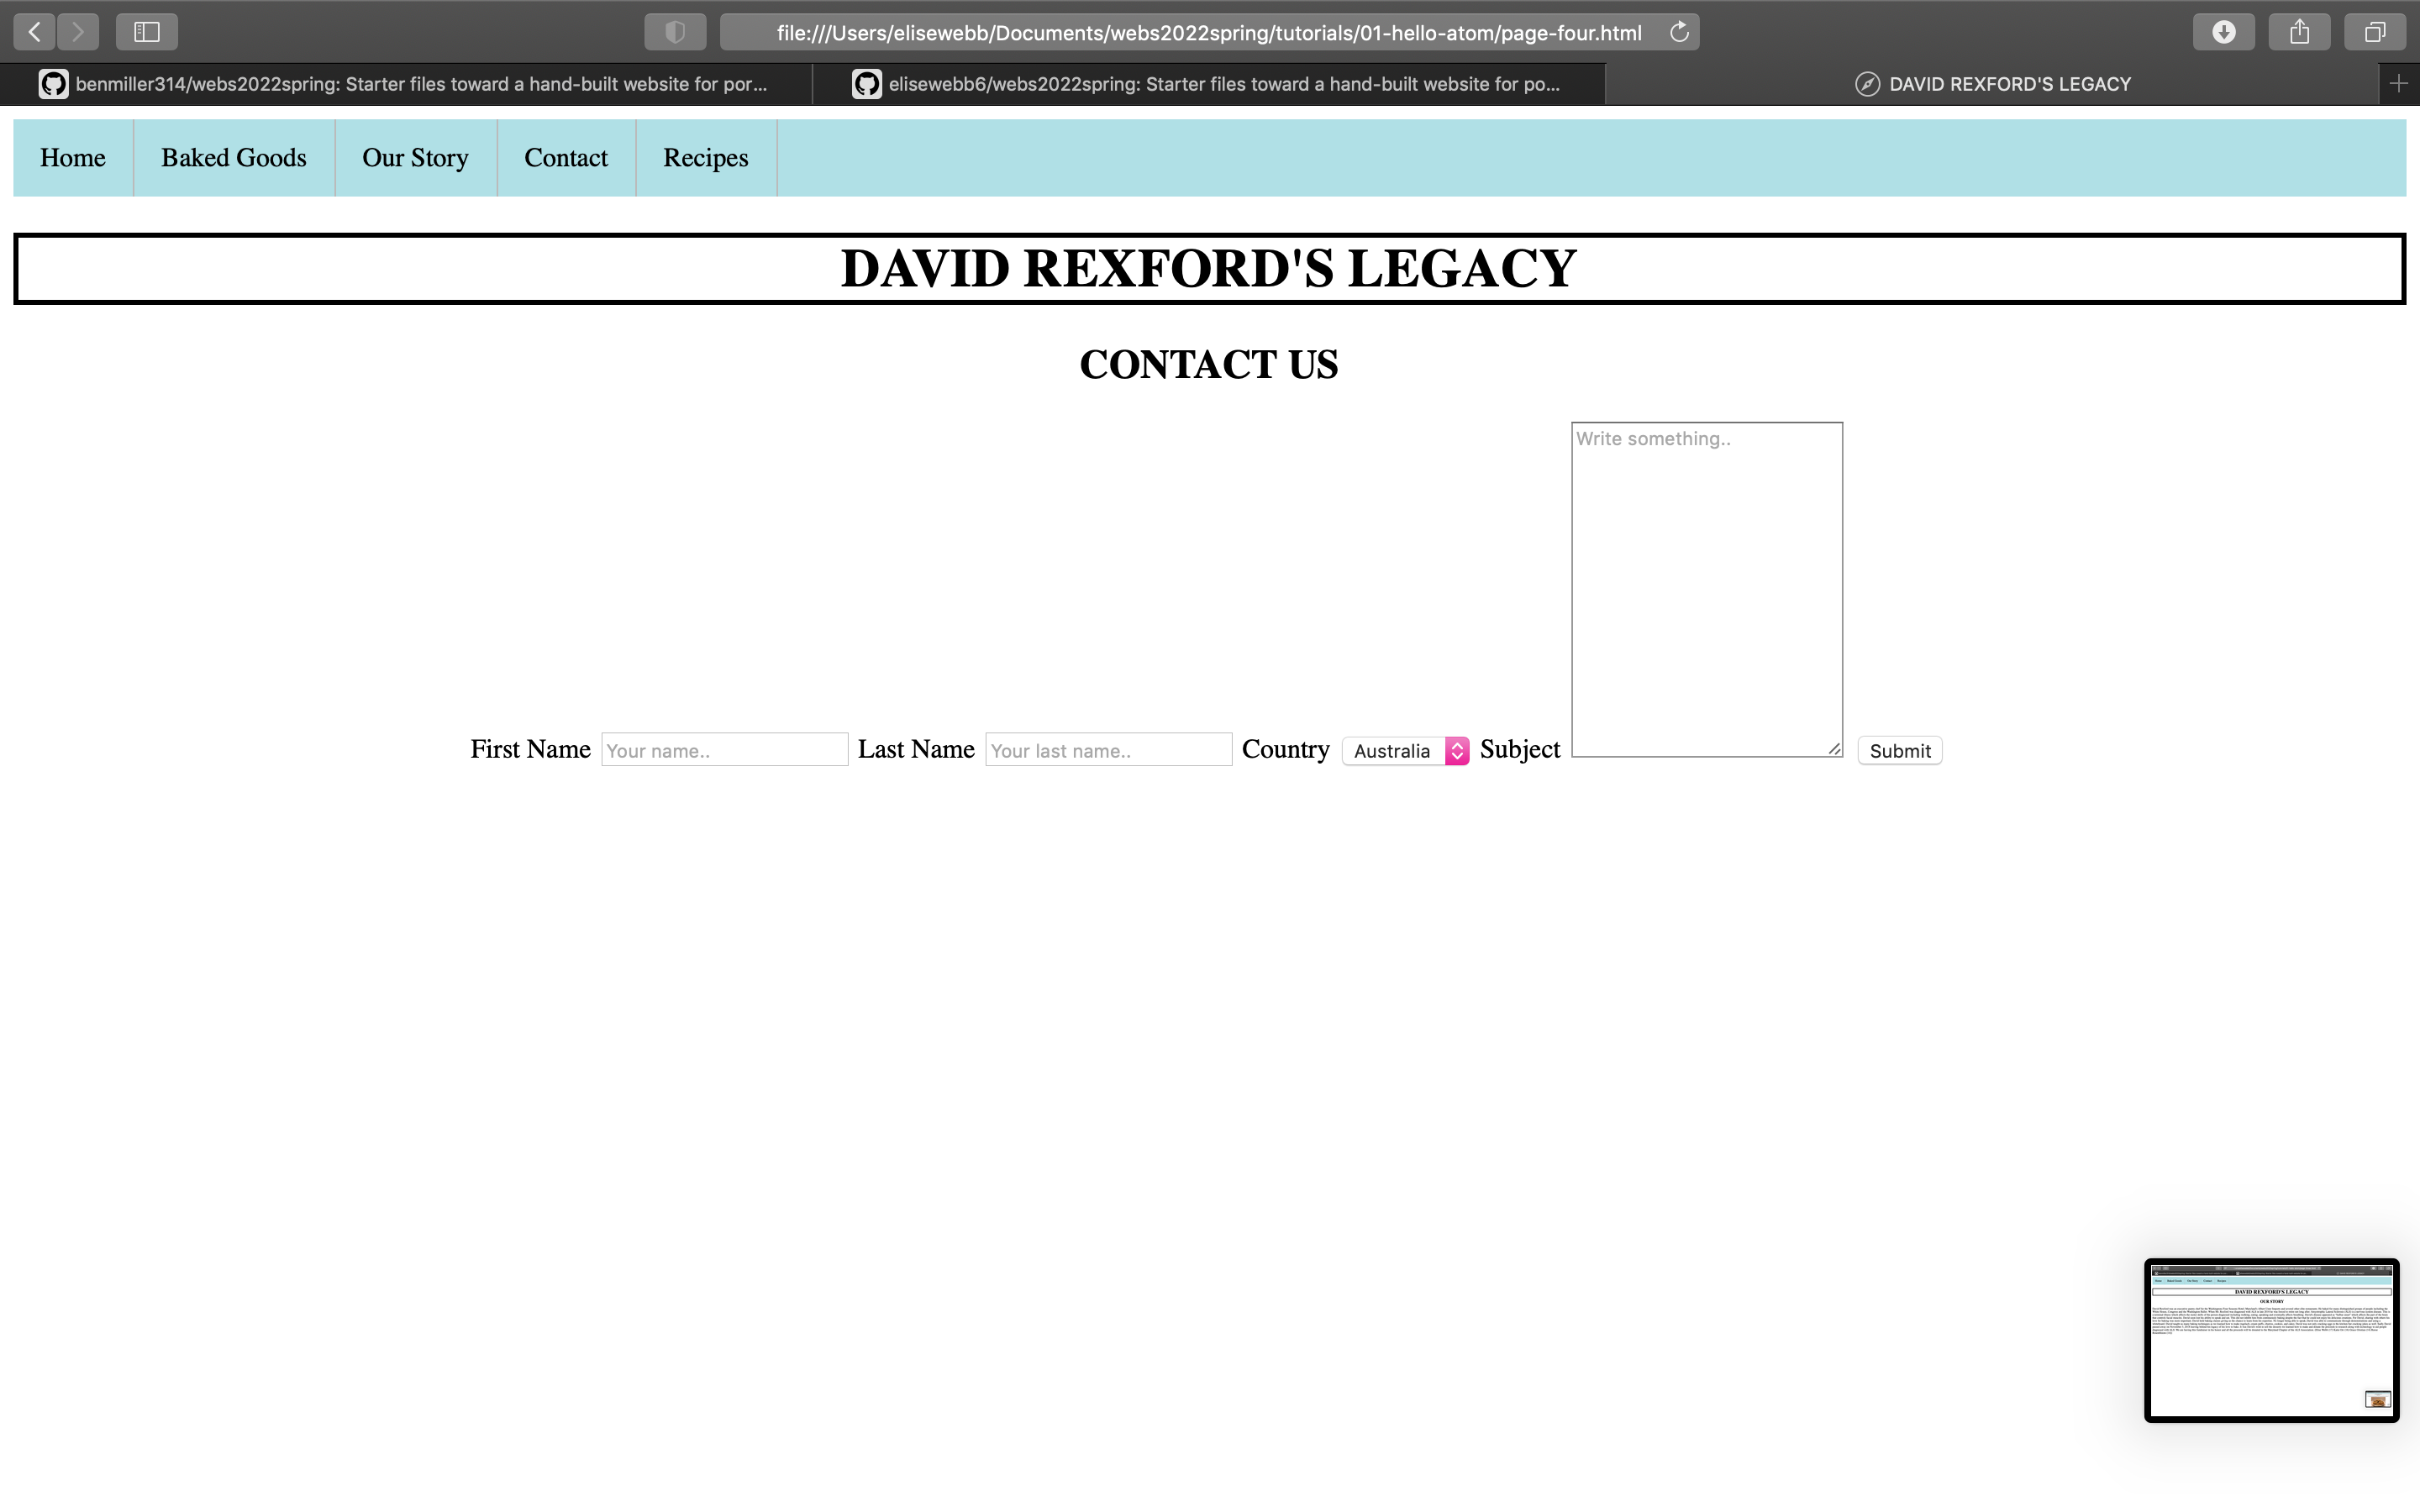 file:///Users/elisewebb/Documents/webs2022spring/tutorials/01-hello-atom/page-four.html
benmiller314/webs2022spring: Starter files toward a hand-built website for por...
elisewebb6/webs2022spring: Starter files toward a hand-built website for po...
DAVID REXFORD'S LEGACY
Home Baked Goods Our Story Contact Recipes
DAVID REXFORD'S LEGACY
CONTACT US
Write something..
First Name Your name.. Last Name Your last name.. Country Australia Subject Submit
DAVID REXFORD'S LEGACY
OUR STORY